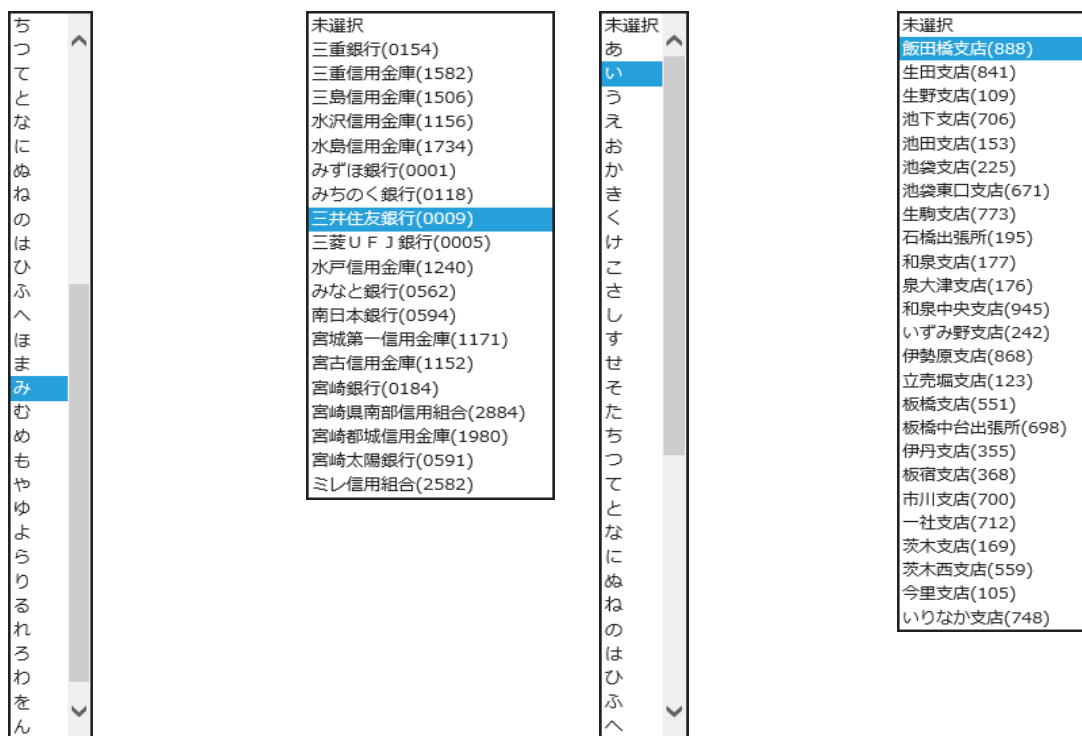 ち
つ
て
と
な
に
ぬ
ね
の
は
ひ
ふ
へ
ほ
ま
み
む
め
も
や
ゆ
よ
ら
り
る
れ
ろ
わ
を
ん
未選択
三重銀行(0154)
三重信用金庫(1582)
三島信用金庫(1506)
水沢信用金庫(1156)
水島信用金庫(1734)
みずほ銀行(0001)
みちのく銀行(0118)
三井住友銀行(0009)
三菱ＵＦＪ銀行(0005)
水戸信用金庫(1240)
みなと銀行(0562)
南日本銀行(0594)
宮城第一信用金庫(1171)
宮古信用金庫(1152)
宮崎銀行(0184)
宮崎県南部信用組合(2884)
宮崎都城信用金庫(1980)
宮崎太陽銀行(0591)
ミレ信用組合(2582)
未選択
あ
い
う
え
お
か
き
く
け
こ
さ
し
す
せ
そ
た
ち
つ
て
と
な
に
ぬ
ね
の
は
ひ
ふ
へ
未選択
飯田橋支店(888)
生田支店(841)
生野支店(109)
池下支店(706)
池田支店(153)
池袋支店(225)
池袋東口支店(671)
生駒支店(773)
石橋出張所(195)
和泉支店(177)
泉大津支店(176)
和泉中央支店(945)
いずみ野支店(242)
伊勢原支店(868)
立売堀支店(123)
板橋支店(551)
板橋中台出張所(698)
伊丹支店(355)
板宿支店(368)
市川支店(700)
一社支店(712)
茨木支店(169)
茨木西支店(559)
今里支店(105)
いりなか支店(748)